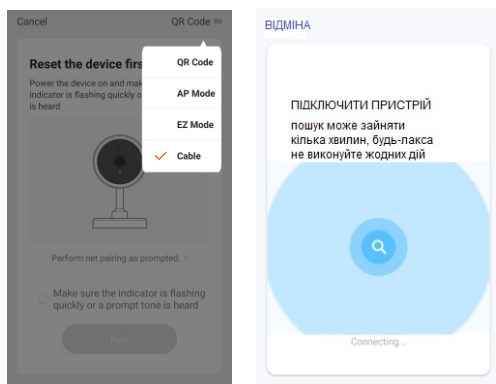 Cancel
QR Code
Reset the device firs
Power the device on and mak
indicator is flashing quickly o
is heard
QR Code
AP Mode
EZ Mode
Cable
Perform net pairing as prompted.
Make sure the indicator is flashing
quickly or a prompt tone is heard
Next
ВІДМІНА
ПІДКЛЮЧИТИ ПРИСТРІЙ
пошук може зайняти
кілька хвилин, будь-лакса
не виконуйте жодних дій
Connecting...